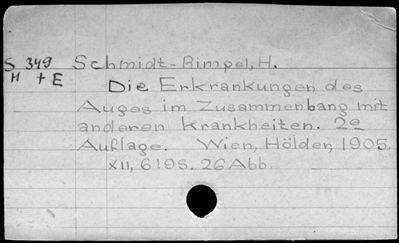 S 349 Schmidt-Rimpel, H.
H + E Die Erkrankungen des
Auges im Zusammenhang mit
anderen Krankheiten. 2e
Auflage. Wien, Hölder, 1905.
XII, 619S. 26 Abb.